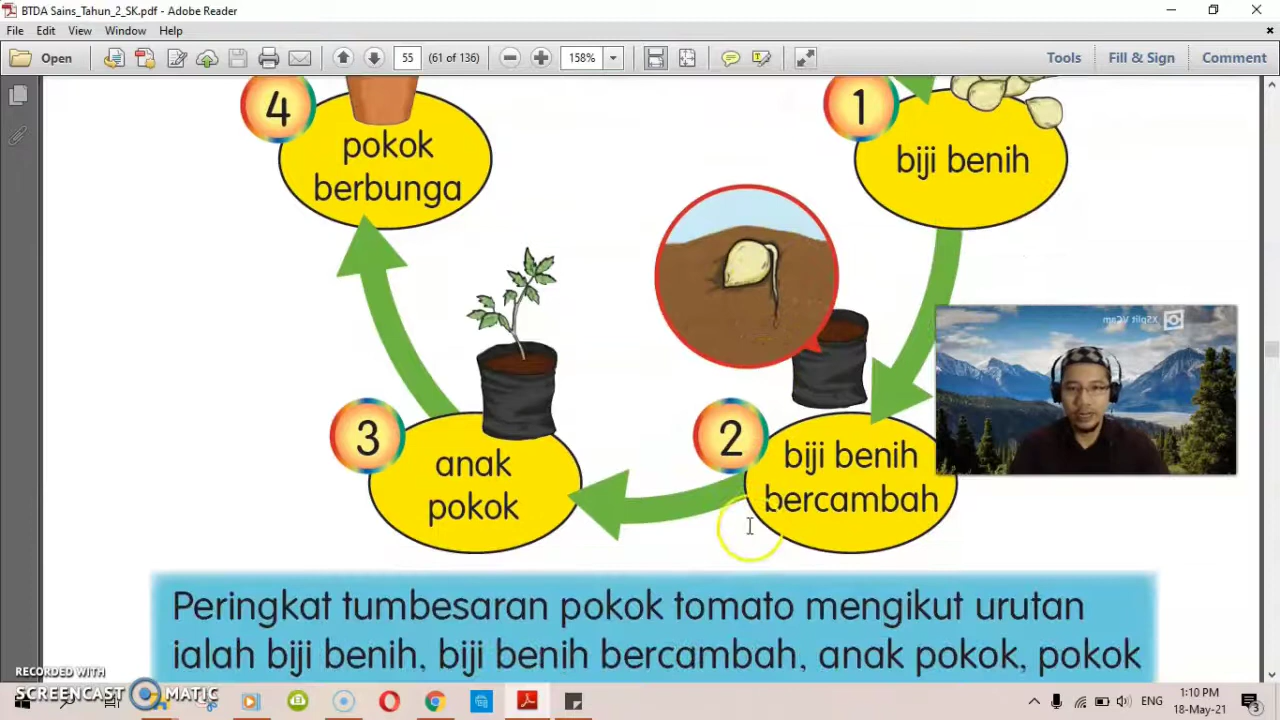 BTDA Sains_Tahun_2_SK.pdf - Adobe Reader
File Edit View Window Help
Open 55 (61 of 136) 158% Tools Fill & Sign Comment
4
pokok
berbunga
1
biji benih
XSplit VCam
3
anak
pokok
2
biji benih
bercambah
Peringkat tumbesaran pokok tomato mengikut urutan
ialah biji benih, biji benih bercambah, anak pokok, pokok
RECORDED WITH
SCREENCAST MATIC
ENG
1:10 PM
18-May-21
3